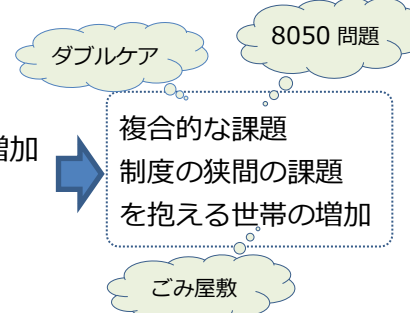 ダブルケア
8050 問題
増加
複合的な課題
制度の狭間の課題
を抱える世帯の増加
ごみ屋敷